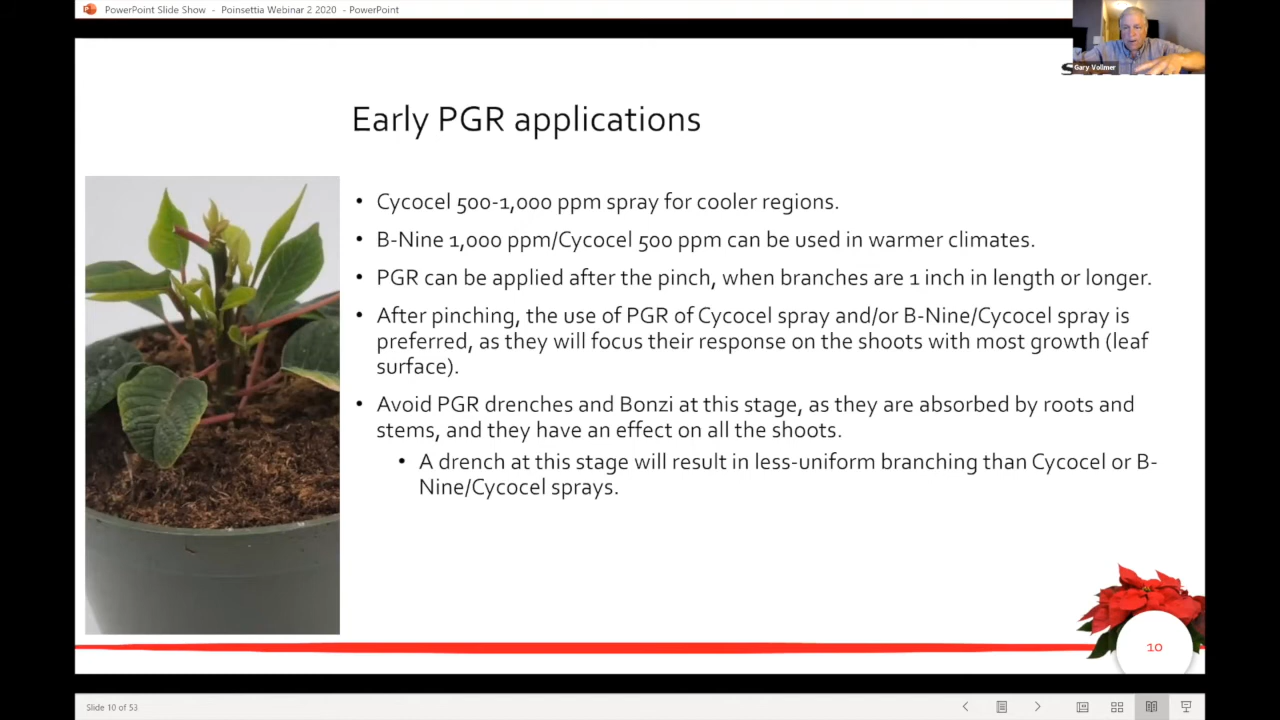 PowerPoint Slide Show - Poinsettia Webinar 2 2020 - PowerPoint
Gary Vollmer
Early PGR applications
• Cycocel 500-1,000 ppm spray for cooler regions.
• B-Nine 1,000 ppm/Cycocel 500 ppm can be used in warmer climates.
• PGR can be applied after the pinch, when branches are 1 inch in length or longer.
• After pinching, the use of PGR of Cycocel spray and/or B-Nine/Cycocel spray is
preferred, as they will focus their response on the shoots with most growth (leaf
surface).
• Avoid PGR drenches and Bonzi at this stage, as they are absorbed by roots and
stems, and they have an effect on all the shoots.
• A drench at this stage will result in less-uniform branching than Cycocel or B-
Nine/Cycocel sprays.
10
Slide 10 of 53